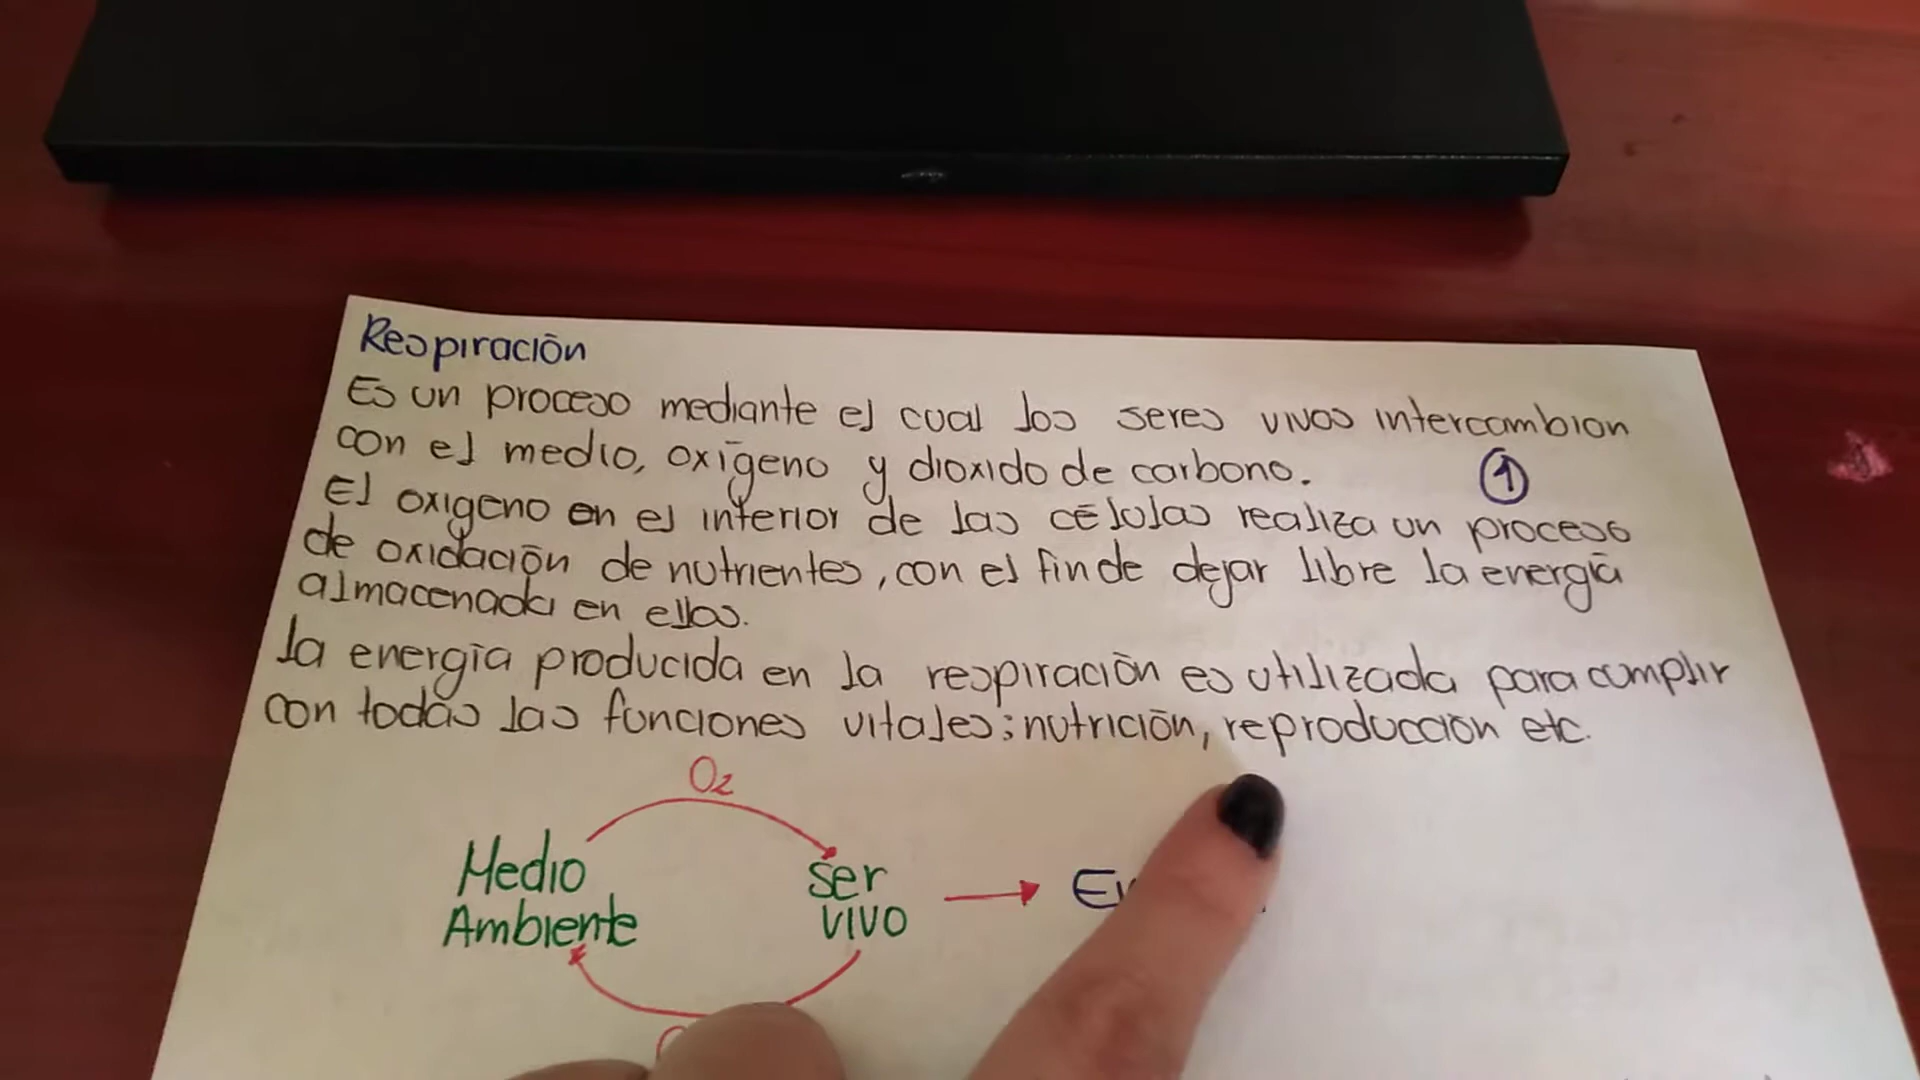 Respiración
Es un proceso mediante el cual los seres vivos intercambian
con el medio, oxígeno y dioxido de carbono.
1
El oxigeno en el interior de las células realiza un proceso
de oxidación de nutrientes, con el fin de dejar libre la energía
almacenada en ellos.
la energía producida en la respiración es utilizada para cumplir
con todas las funciones vitales; nutrición, reproducción etc.
O2
Medio
Ambiente
ser
vivo